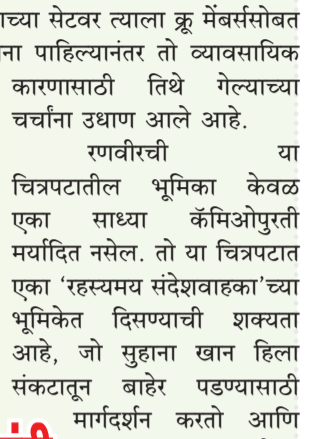 च्या सेटवर त्याला क्रू मेंबर्ससोबत
ना पाहिल्यानंतर तो व्यावसायिक
कारणासाठी तिथे गेल्याच्या
चर्चांना उधाण आले आहे.
रणवीरची या
चित्रपटातील भूमिका केवळ
एका साध्या कॅमिओपुरती
मर्यादित नसेल. तो या चित्रपटात
एका ‘रहस्यमय संदेशवाहका’च्या
भूमिकेत दिसण्याची शक्यता
आहे, जो सुहाना खान हिला
संकटातून बाहेर पडण्यासाठी
मार्गदर्शन करतो आणि